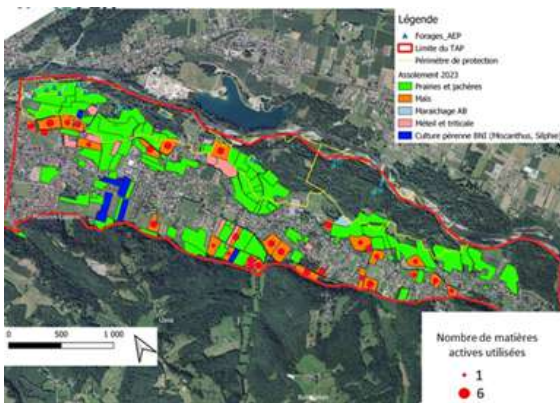 Légende
Forages_AEP
Limite du TAP
Périmètre de protection
Assolement 2023
Prairies et jachères
Maïs
Maraichage AB
Méteil et triticale
Culture pérenne BNI (Miscanthus, Silphie)
0 500 1 000
Nombre de matières
actives utilisées
1
6